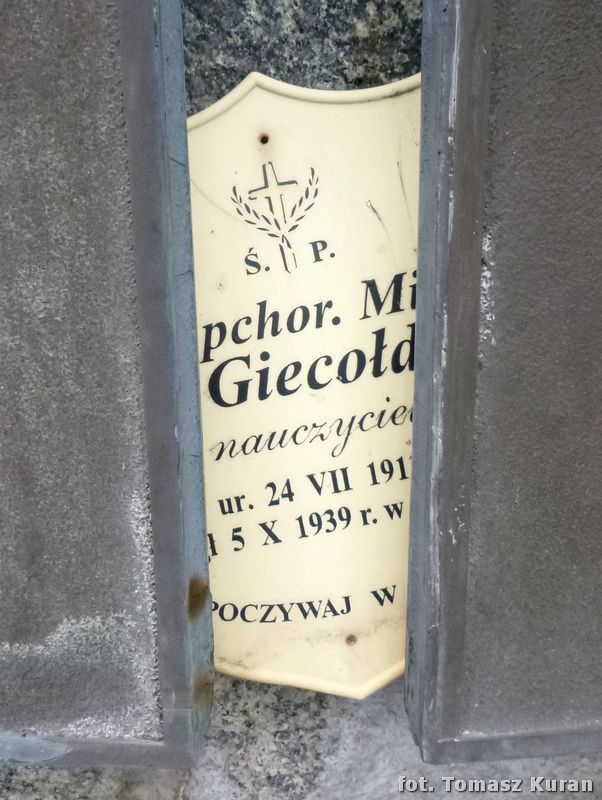 Ś. P.
pchor. Mi
Giecołd
nauczyciel
ur. 24 VII 191
ł 5 X 1939 r. w
POCZYWAJ W
fot. Tomasz Kuran